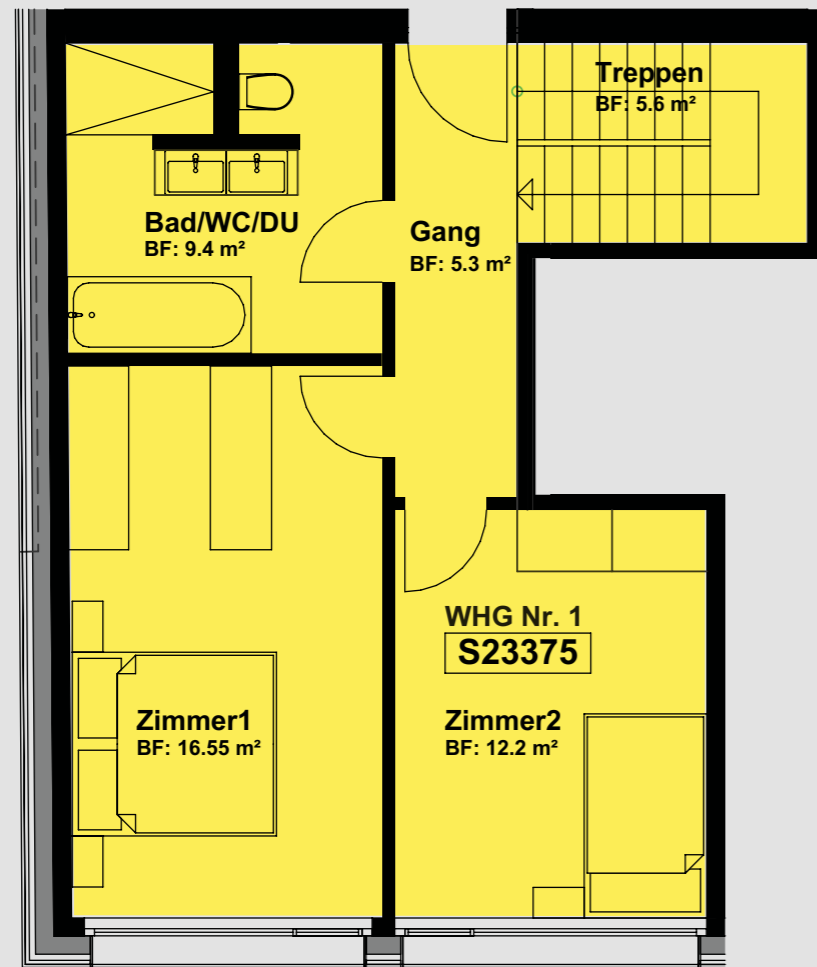 Treppen
BF: 5.6 m²
Bad/WC/DU
BF: 9.4 m²
Gang
BF: 5.3 m²
WHG Nr. 1
S23375
Zimmer1
BF: 16.55 m²
Zimmer2
BF: 12.2 m²